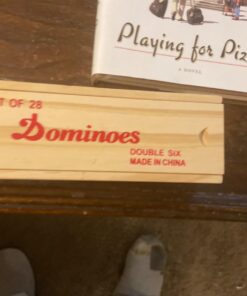 Playing for Piz
A NOVEL
T OF 28
Dominoes
DOUBLE SIX
MADE IN CHINA